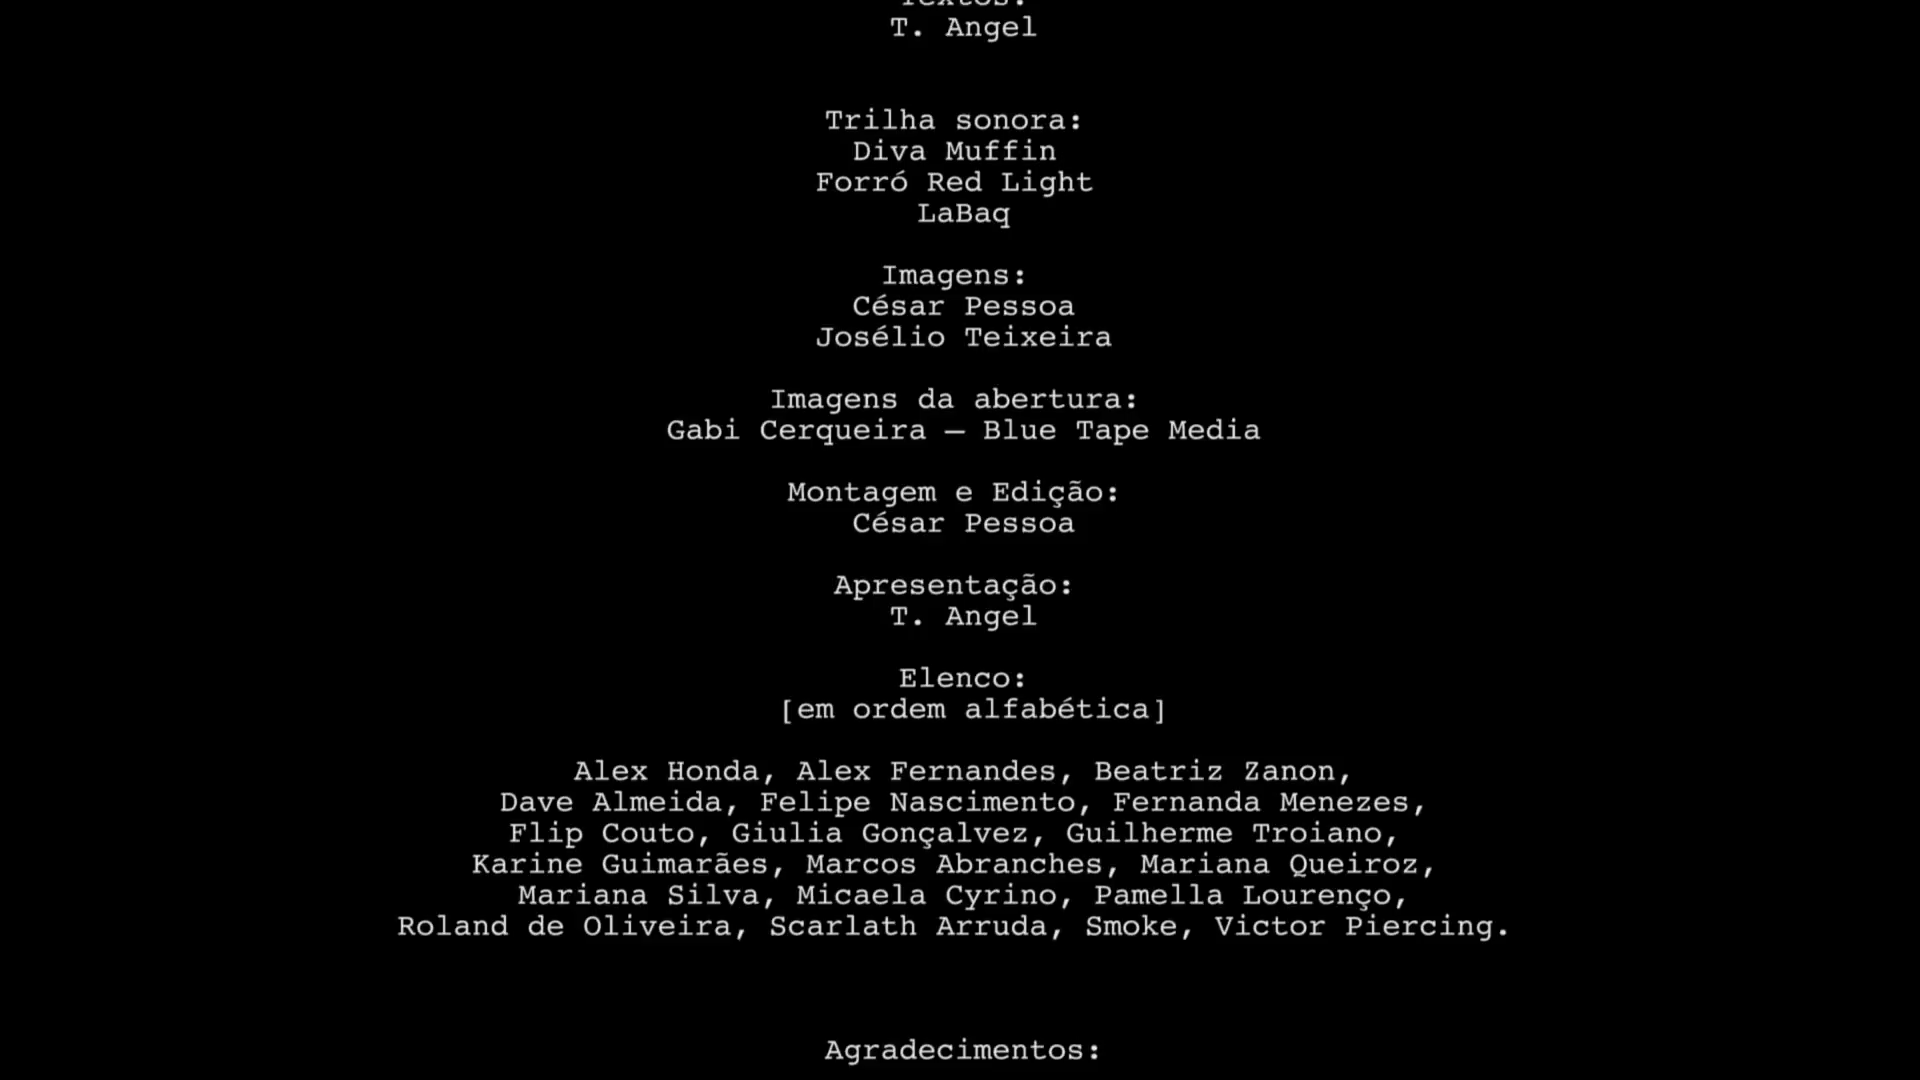 Textos:
T. Angel
Trilha sonora:
Diva Muffin
Forró Red Light
LaBaq
Imagens:
César Pessoa
Josélio Teixeira
Imagens da abertura:
Gabi Cerqueira – Blue Tape Media
Montagem e Edição:
César Pessoa
Apresentação:
T. Angel
Elenco:
[em ordem alfabética]
Alex Honda, Alex Fernandes, Beatriz Zanon,
Dave Almeida, Felipe Nascimento, Fernanda Menezes,
Flip Couto, Giulia Gonçalvez, Guilherme Troiano,
Karine Guimarães, Marcos Abranches, Mariana Queiroz,
Mariana Silva, Micaela Cyrino, Pamella Lourenço,
Roland de Oliveira, Scarlath Arruda, Smoke, Victor Piercing.
Agradecimentos: